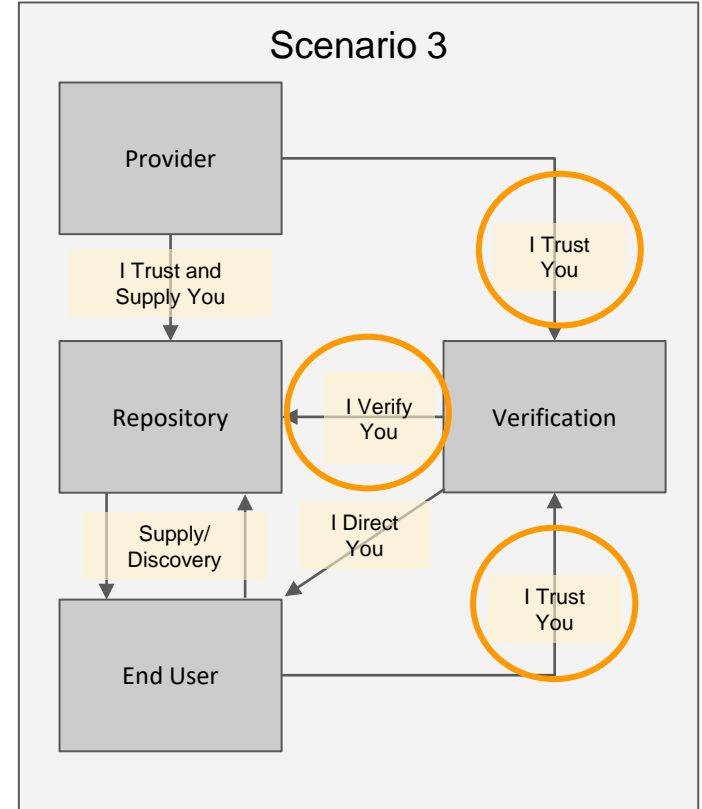 Scenario 3
Provider
I Trust
You
I Trust and
Supply You
Repository
I Verify
You
Verification
Supply/
Discovery
I Direct
You
I Trust
You
End User